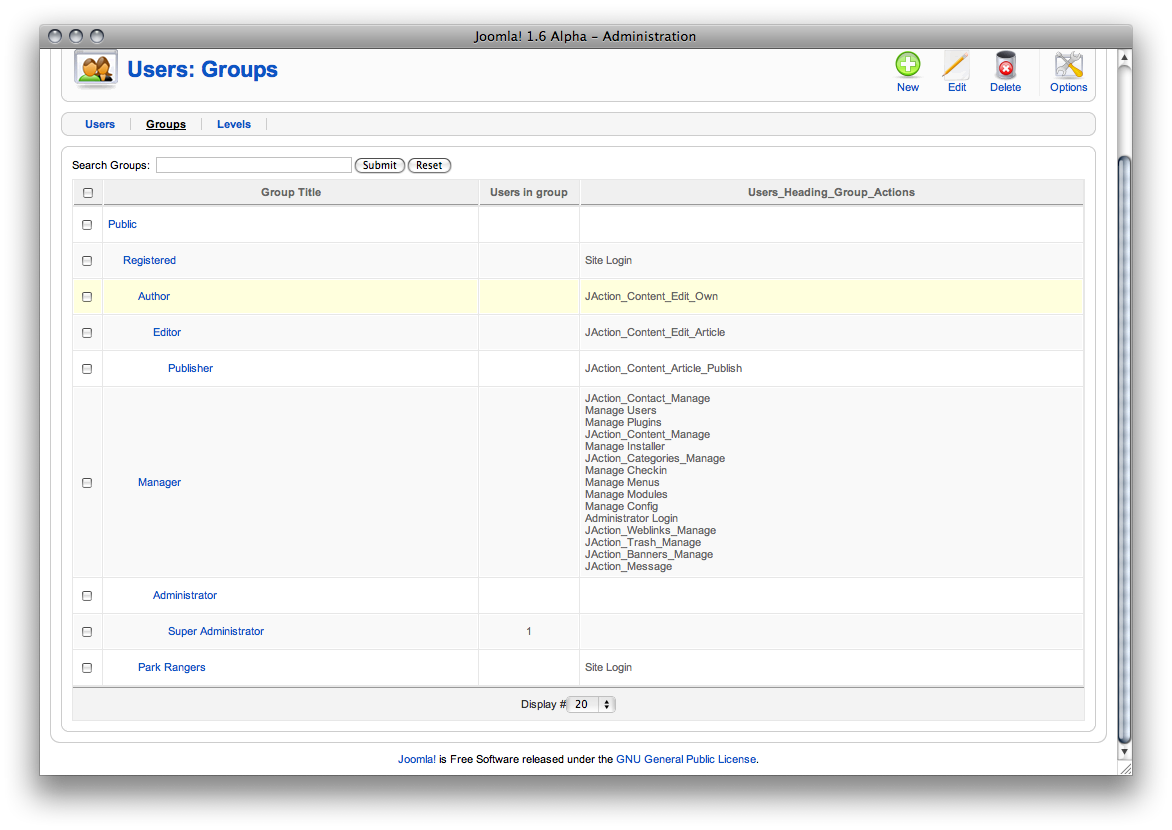 Joomla! 1.6 Alpha – Administration
Users: Groups
New Edit Delete Options
Users Groups Levels
Search Groups: Submit Reset
Group Title Users in group Users_Heading_Group_Actions
Public
Registered Site Login
Author JAction_Content_Edit_Own
Editor JAction_Content_Edit_Article
Publisher JAction_Content_Article_Publish
Manager
JAction_Contact_Manage
Manage Users
Manage Plugins
JAction_Content_Manage
Manage Installer
JAction_Categories_Manage
Manage Checkin
Manage Menus
Manage Modules
Manage Config
Administrator Login
JAction_Weblinks_Manage
JAction_Trash_Manage
JAction_Banners_Manage
JAction_Message
Administrator
Super Administrator 1
Park Rangers Site Login
Display # 20
Joomla! is Free Software released under the GNU General Public License.